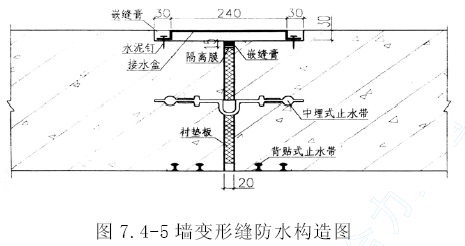 嵌缝膏
30
240
30
50
水泥钉
接水盒
15
隔离膜
嵌缝膏
中埋式止水带
衬垫板
背贴式止水带
20
图 7.4-5 墙变形缝防水构造图